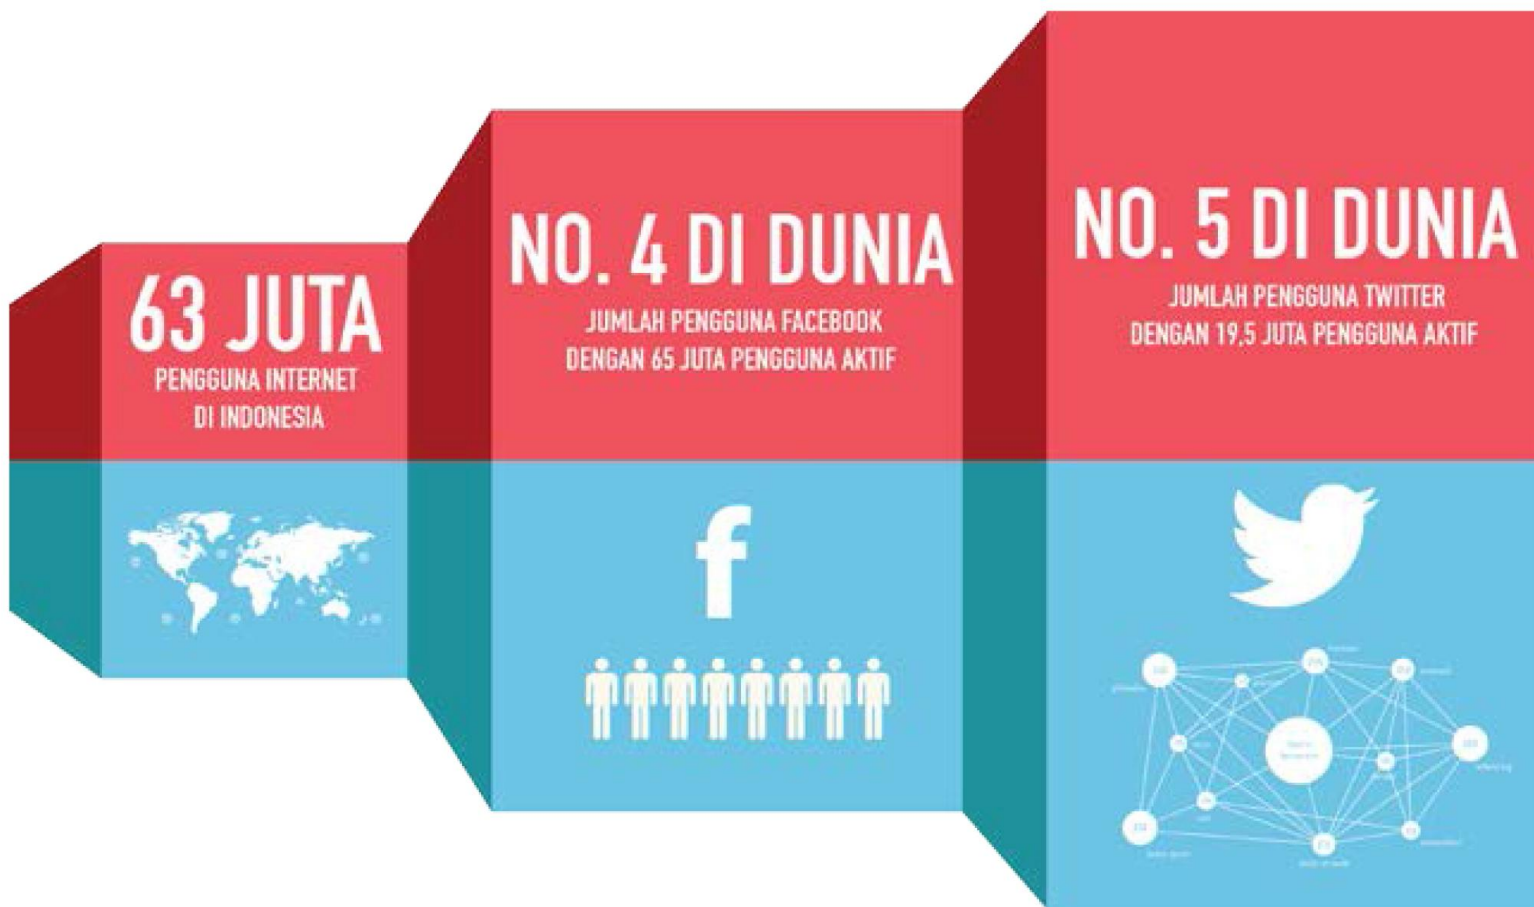 63 JUTA
PENGGUNA INTERNET
DI INDONESIA
NO. 4 DI DUNIA
JUMLAH PENGGUNA FACEBOOK
DENGAN 65 JUTA PENGGUNA AKTIF
f
NO. 5 DI DUNIA
JUMLAH PENGGUNA TWITTER
DENGAN 19,5 JUTA PENGGUNA AKTIF